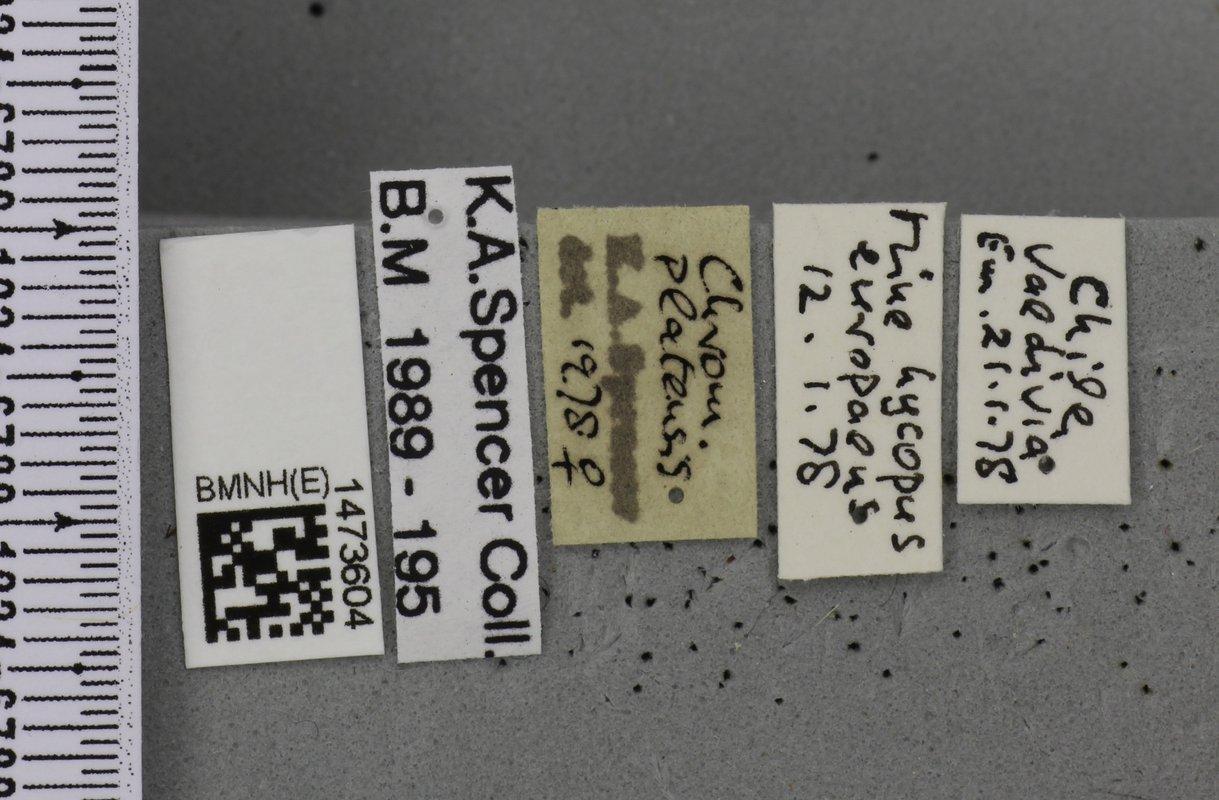 BMNH(E)
1473604
K.A.Spencer Coll.
B.M 1989 - 195
Chrom.
platensis
1978 ♀
Mine Lycopus
europaeus
12. 1. 78
Chile,
Valdivia
Em. 21.1.78